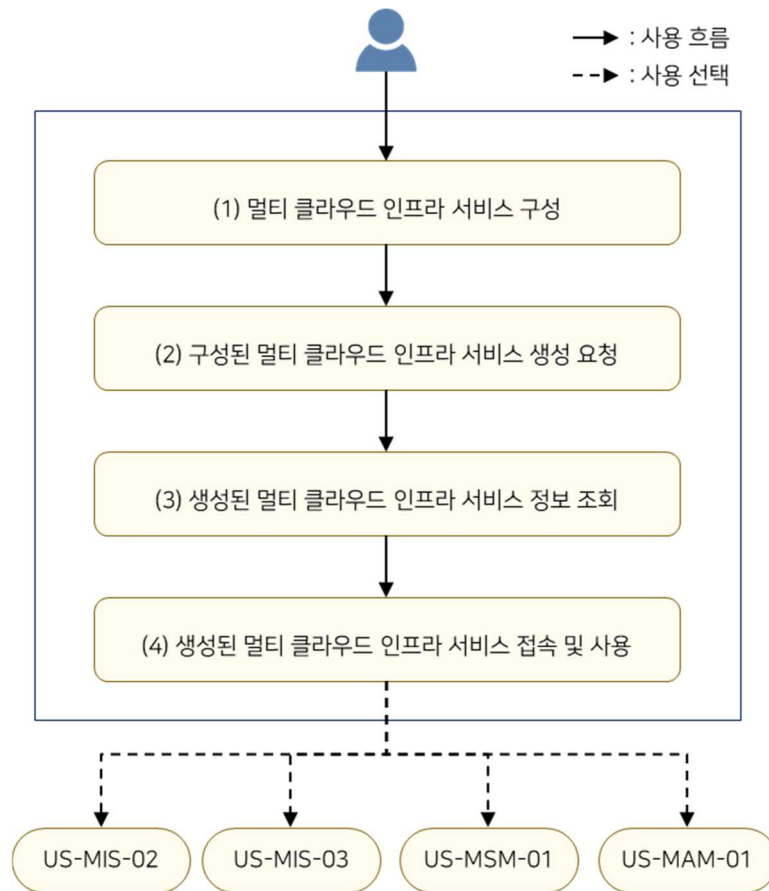 : 사용 흐름
: 사용 선택
(1) 멀티 클라우드 인프라 서비스 구성
(2) 구성된 멀티 클라우드 인프라 서비스 생성 요청
(3) 생성된 멀티 클라우드 인프라 서비스 정보 조회
(4) 생성된 멀티 클라우드 인프라 서비스 접속 및 사용
US-MIS-02
US-MIS-03
US-MSM-01
US-MAM-01